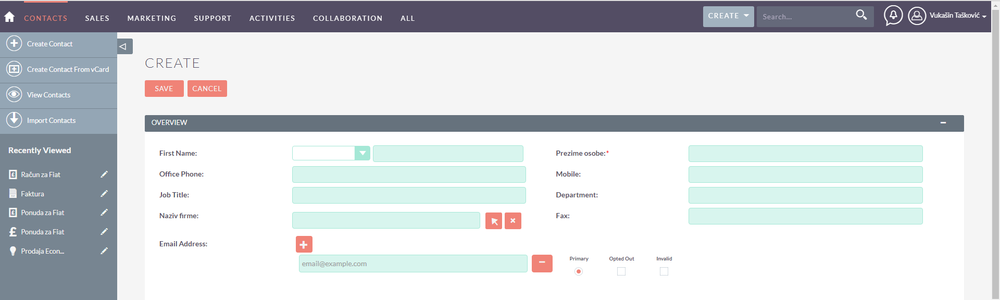 CONTACTS SALES MARKETING SUPPORT ACTIVITIES COLLABORATION ALL CREATE Search... Vukašin Tašković
Create Contact
Create Contact From vCard
View Contacts
Import Contacts
Recently Viewed
Račun za Fiat
Faktura
Ponuda za Fiat
Ponuda za Fiat
Prodaja Econ...
CREATE
SAVE CANCEL
OVERVIEW
First Name: Prezime osobe:*
Office Phone: Mobile:
Job Title: Department:
Naziv firme: Fax:
Email Address:
Primary Opted Out Invalid
email@example.com